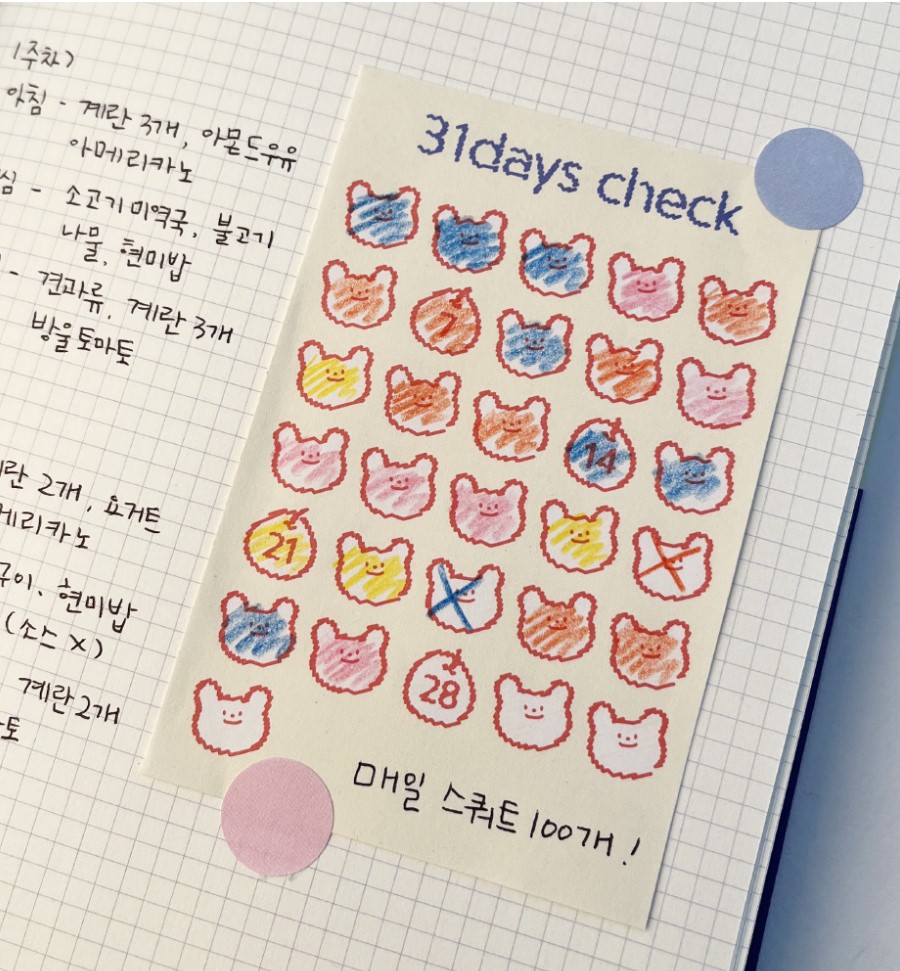 1주차>
아침 - 계란 3개, 아몬드우유
아메리카노
심 - 소고기미역국, 불고기
나물, 현미밥
- 견과류, 계란 3개
방울토마토
란 2개, 요거트
메리카노
구이, 현미밥
(소스 X)
계란 2개
토
31days check
7
14
21
28
매일 스쿼트 100개!